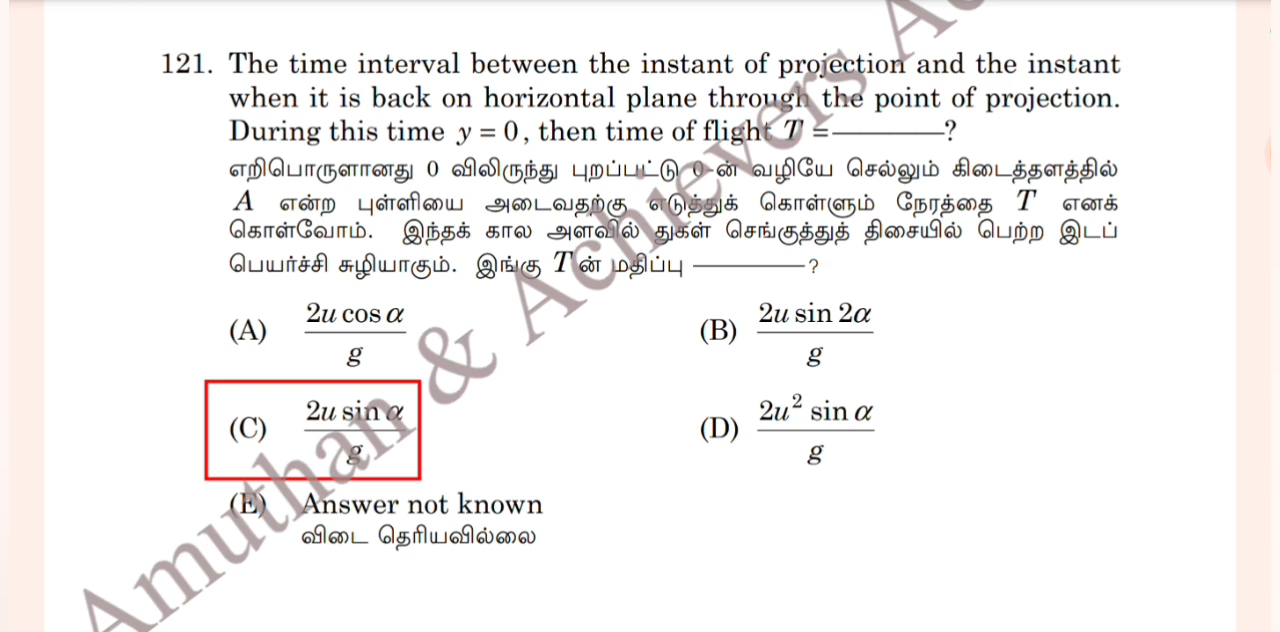 121. The time interval between the instant of projection and the instant
when it is back on horizontal plane through the point of projection.
During this time y = 0, then time of flight T = ————?
எறிபொருளானது 0 விலிருந்து புறப்பட்டு 0-ன் வழியே செல்லும் கிடைத்தளத்தில்
A என்ற புள்ளியை அடைவதற்கு எடுத்துக் கொள்ளும் நேரத்தை T எனக்
கொள்வோம். இந்தக் கால அளவில் துகள் செங்குத்துத் திசையில் பெற்ற இடப்
பெயர்ச்சி சுழியாகும். இங்கு T ன் மதிப்பு ————?
(A) 2u cos α / g
(B) 2u sin 2α / g
(C) 2u sin α / g
(D) 2u² sin α / g
(E) Answer not known
விடை தெரியவில்லை
Amuthan & Achievers